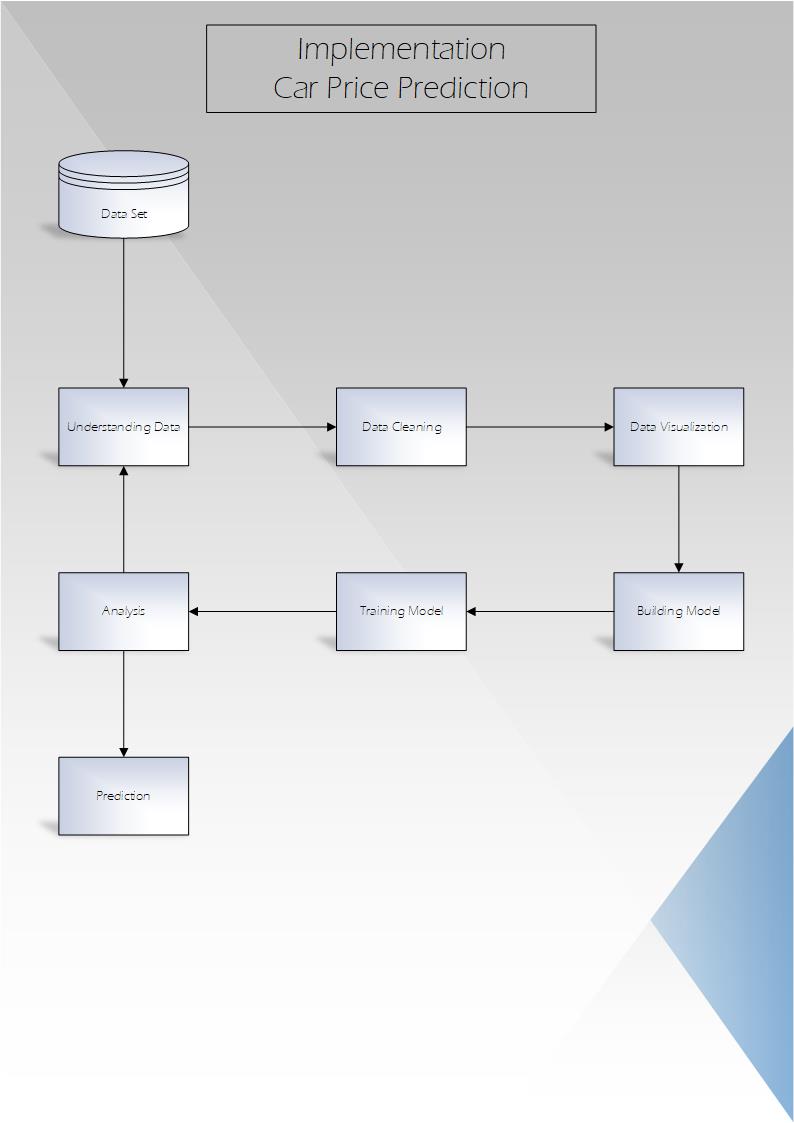 Implementation
Car Price Prediction
Data Set
Understanding Data
Data Cleaning
Data Visualization
Analysis
Training Model
Building Model
Prediction